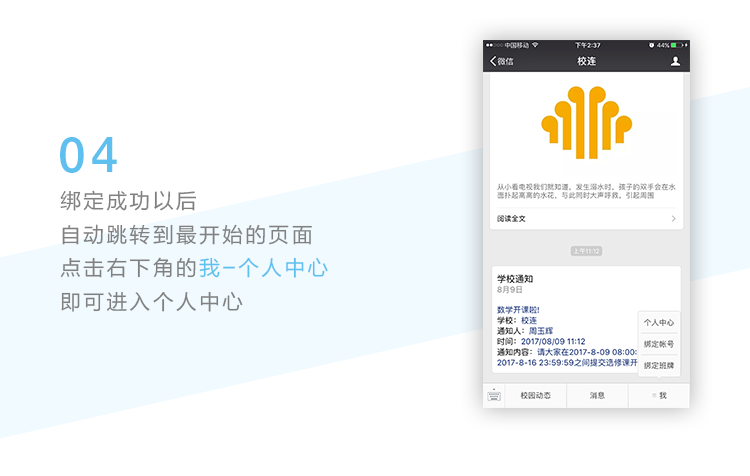 04
绑定成功以后
自动跳转到最开始的页面
点击右下角的我-个人中心
即可进入个人中心
中国移动
下午2:37
44%
微信
校连
从小看电视我们就知道，发生溺水时，孩子的双手会在水
面扑起高高的水花，与此同时大声呼救，引起周围
阅读全文
上午11:12
学校通知
8月9日
数学开课啦!
学校：校连
通知人：周玉辉
时间：2017/08/09 11:12
通知内容：请大家在2017-8-09 08:00:
2017-8-16 23:59:59之间提交选修课开
个人中心
绑定帐号
绑定班牌
校园动态
消息
我